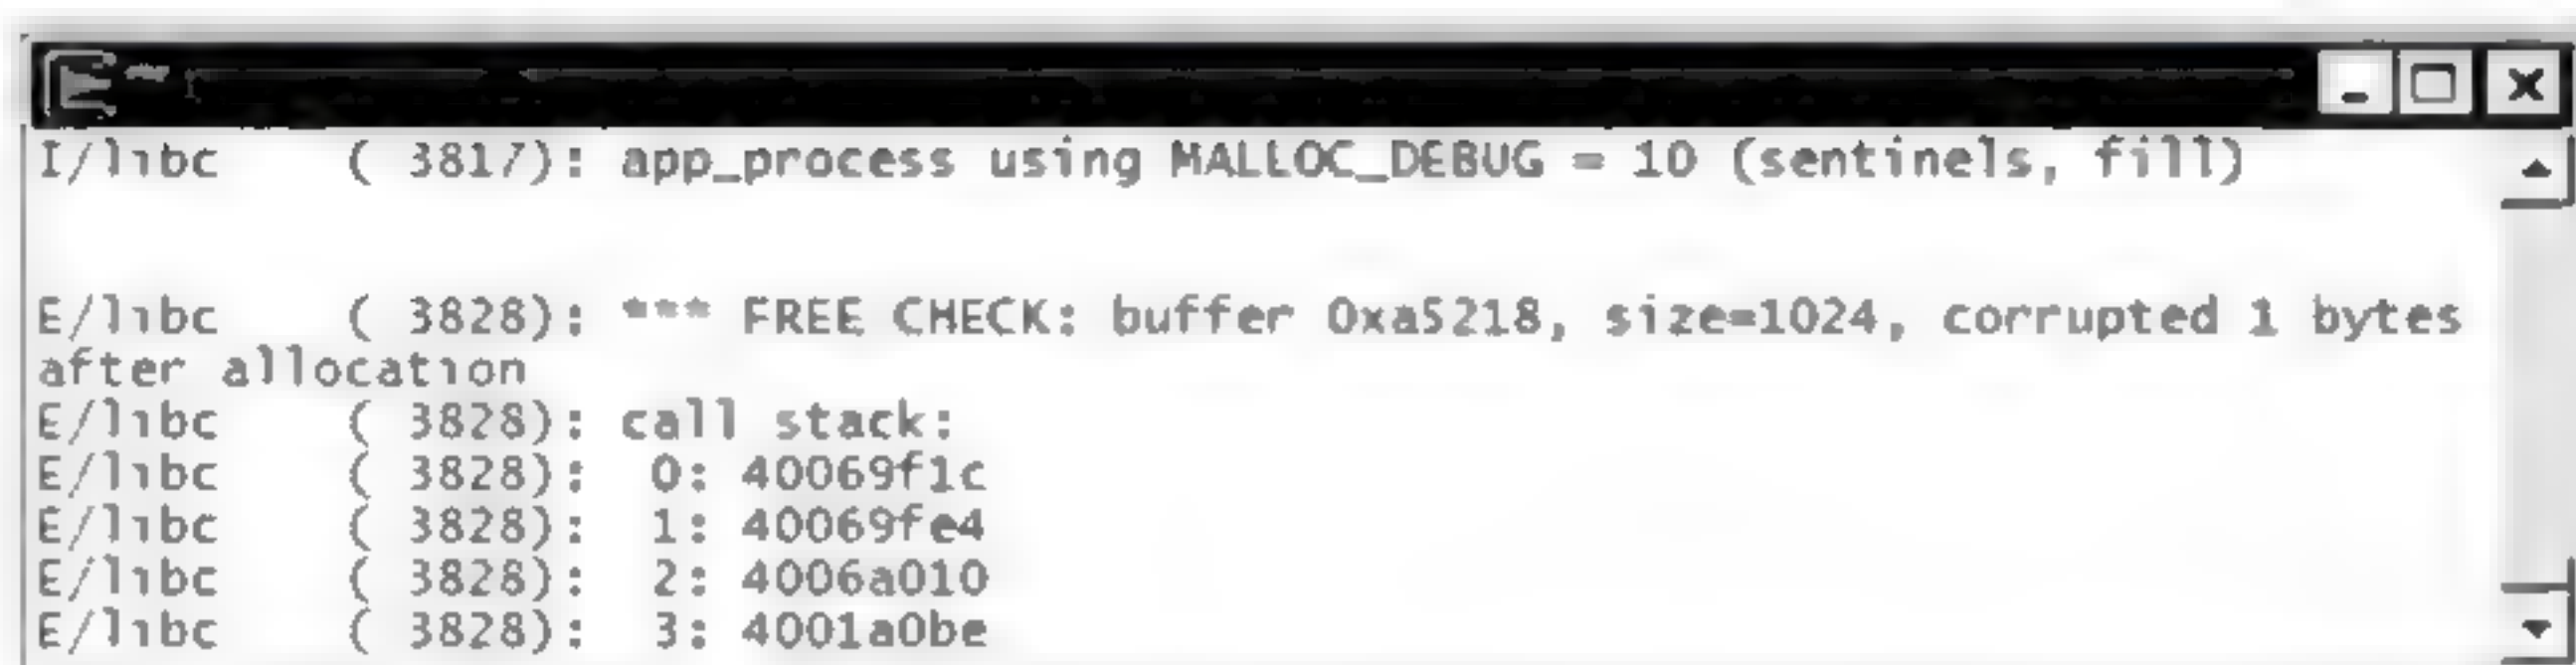 ~
I/libc    ( 3817): app_process using MALLOC_DEBUG = 10 (sentinels, fill)
E/libc    ( 3828): *** FREE CHECK: buffer 0xa5218, size=1024, corrupted 1 bytes
after allocation
E/libc    ( 3828): call stack:
E/libc    ( 3828):  0: 40069f1c
E/libc    ( 3828):  1: 40069fe4
E/libc    ( 3828):  2: 4006a010
E/libc    ( 3828):  3: 4001a0be